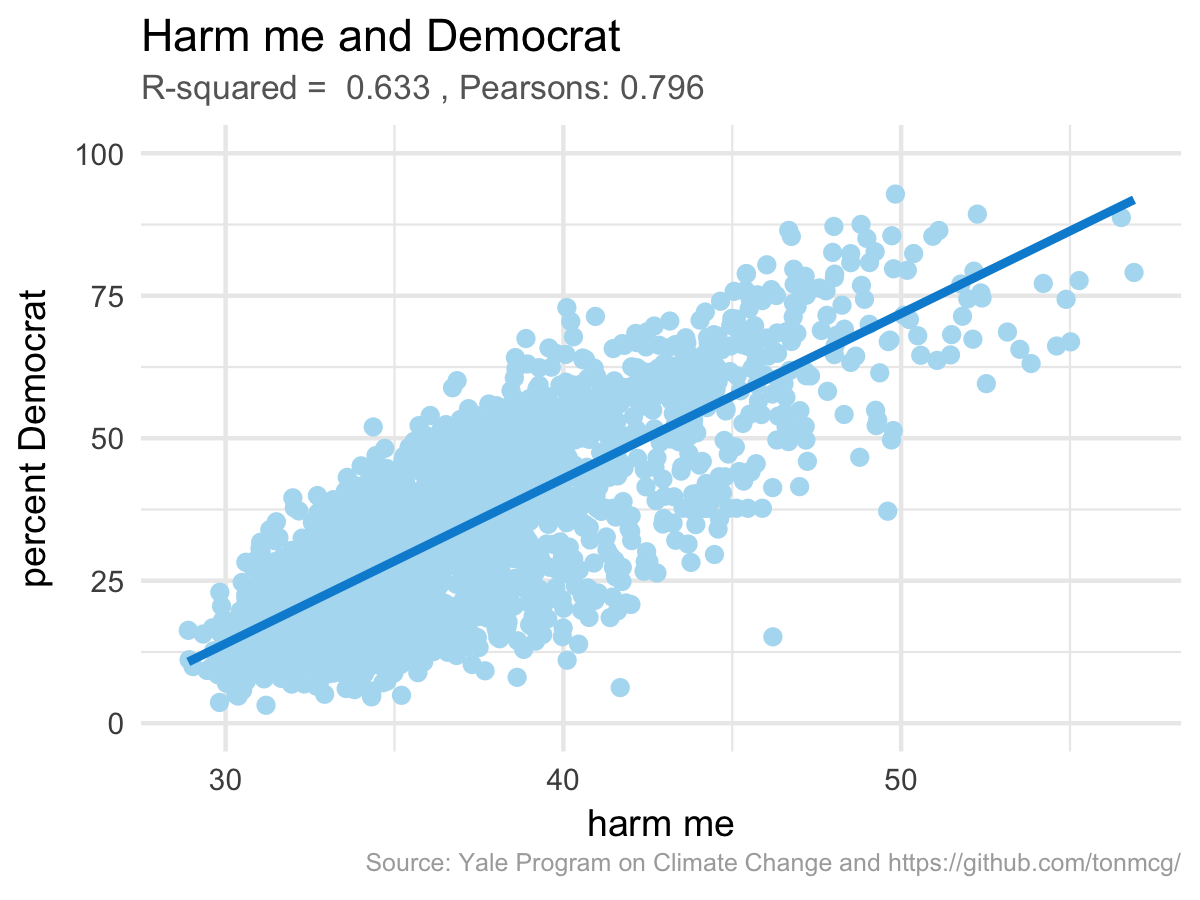 Harm me and Democrat
R-squared =  0.633 , Pearsons: 0.796
100
75
50
25
0
percent Democrat
30 40 50
harm me
Source: Yale Program on Climate Change and https://github.com/tonmcg/